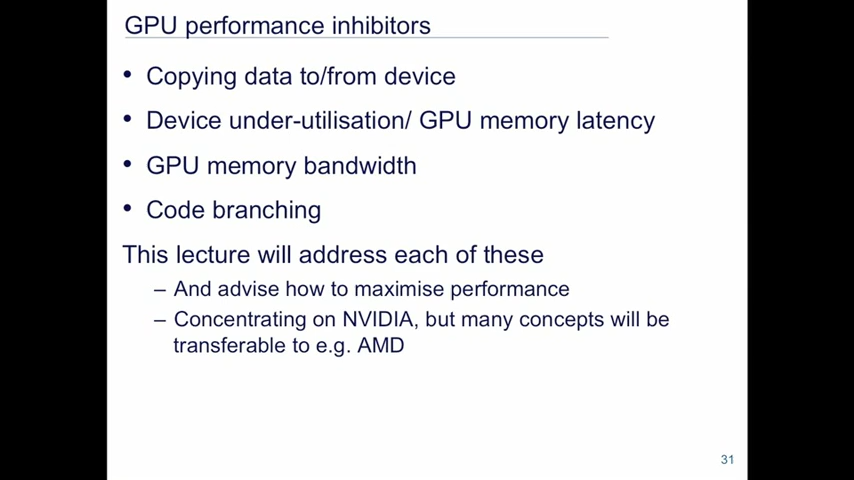 GPU performance inhibitors
• Copying data to/from device
• Device under-utilisation/ GPU memory latency
• GPU memory bandwidth
• Code branching
This lecture will address each of these
– And advise how to maximise performance
– Concentrating on NVIDIA, but many concepts will be
transferable to e.g. AMD
31